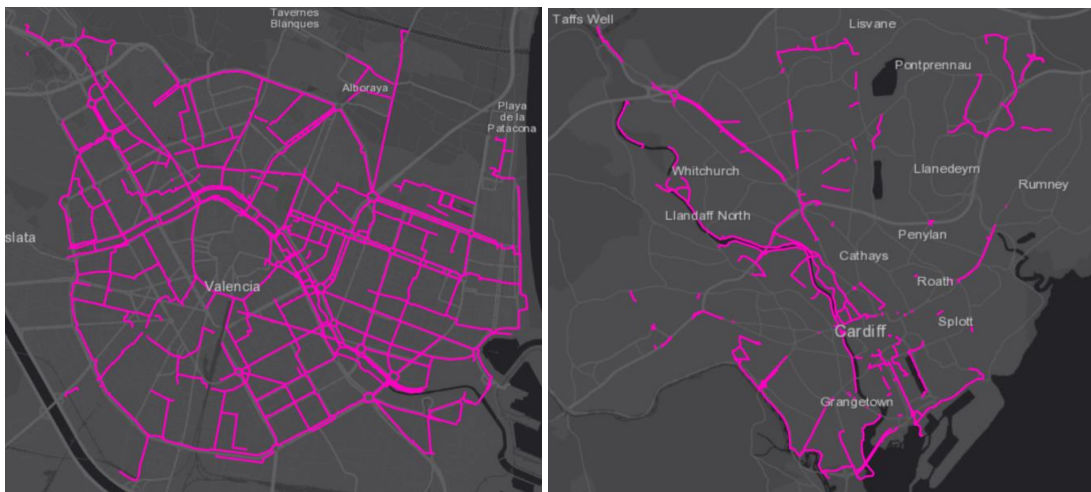 Tavernes
Blanques
Alboraya
Playa
de la
Patacona
slata
Valencia
Taffs Well
Lisvane
Pontprennau
Whitchurch
Llanedeyrn
Rumney
Llandaff North
Penylan
Cathays
Roath
Splott
Cardiff
Grangetown